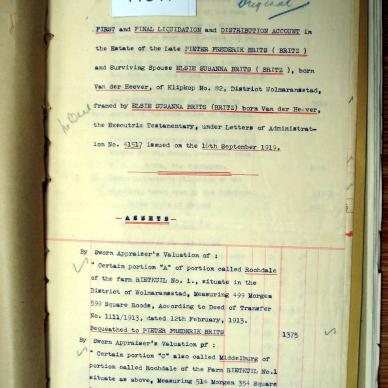 Original
FIRST and FINAL LIQUIDATION and DISTRIBUTION ACCOUNT in
the Estate of the Late PIETER FREDERIK BRITS ( BRITZ )
and Surviving Spouse ELSIE SUSANNA BRITS ( BRITZ ), born
Van der Heever, of Klipkop No. 82, District Wolmaransstad,
framed by ELSIE SUSANNA BRITS (BRITZ) born Van der Heever,
the Executrix Testamentary, under Letters of Administrat-
ion No. 41517 issued on the 16th September 1919.
- ASSETS -
By Sworn Appraiser's Valuation of :
" Certain portion "A" of portion called Rochdale
of the farm RIETKUIL No. 1., situate in the
District of Wolmaransstad, Measuring 499 Morgen
599 Square Roods, According to Deed of Transfer
No. 1111/1913, dated 12th February, 1913.
Bequeathed to PIETER FREDERIK BRITS 1375
By Sworn Appraiser's Valuation of :
" Certain portion "C" also called Middelburg of
portion called Rochdale of the Farm RIETKUIL No.1
situate as above, Measuring 514 Morgen 354 Square